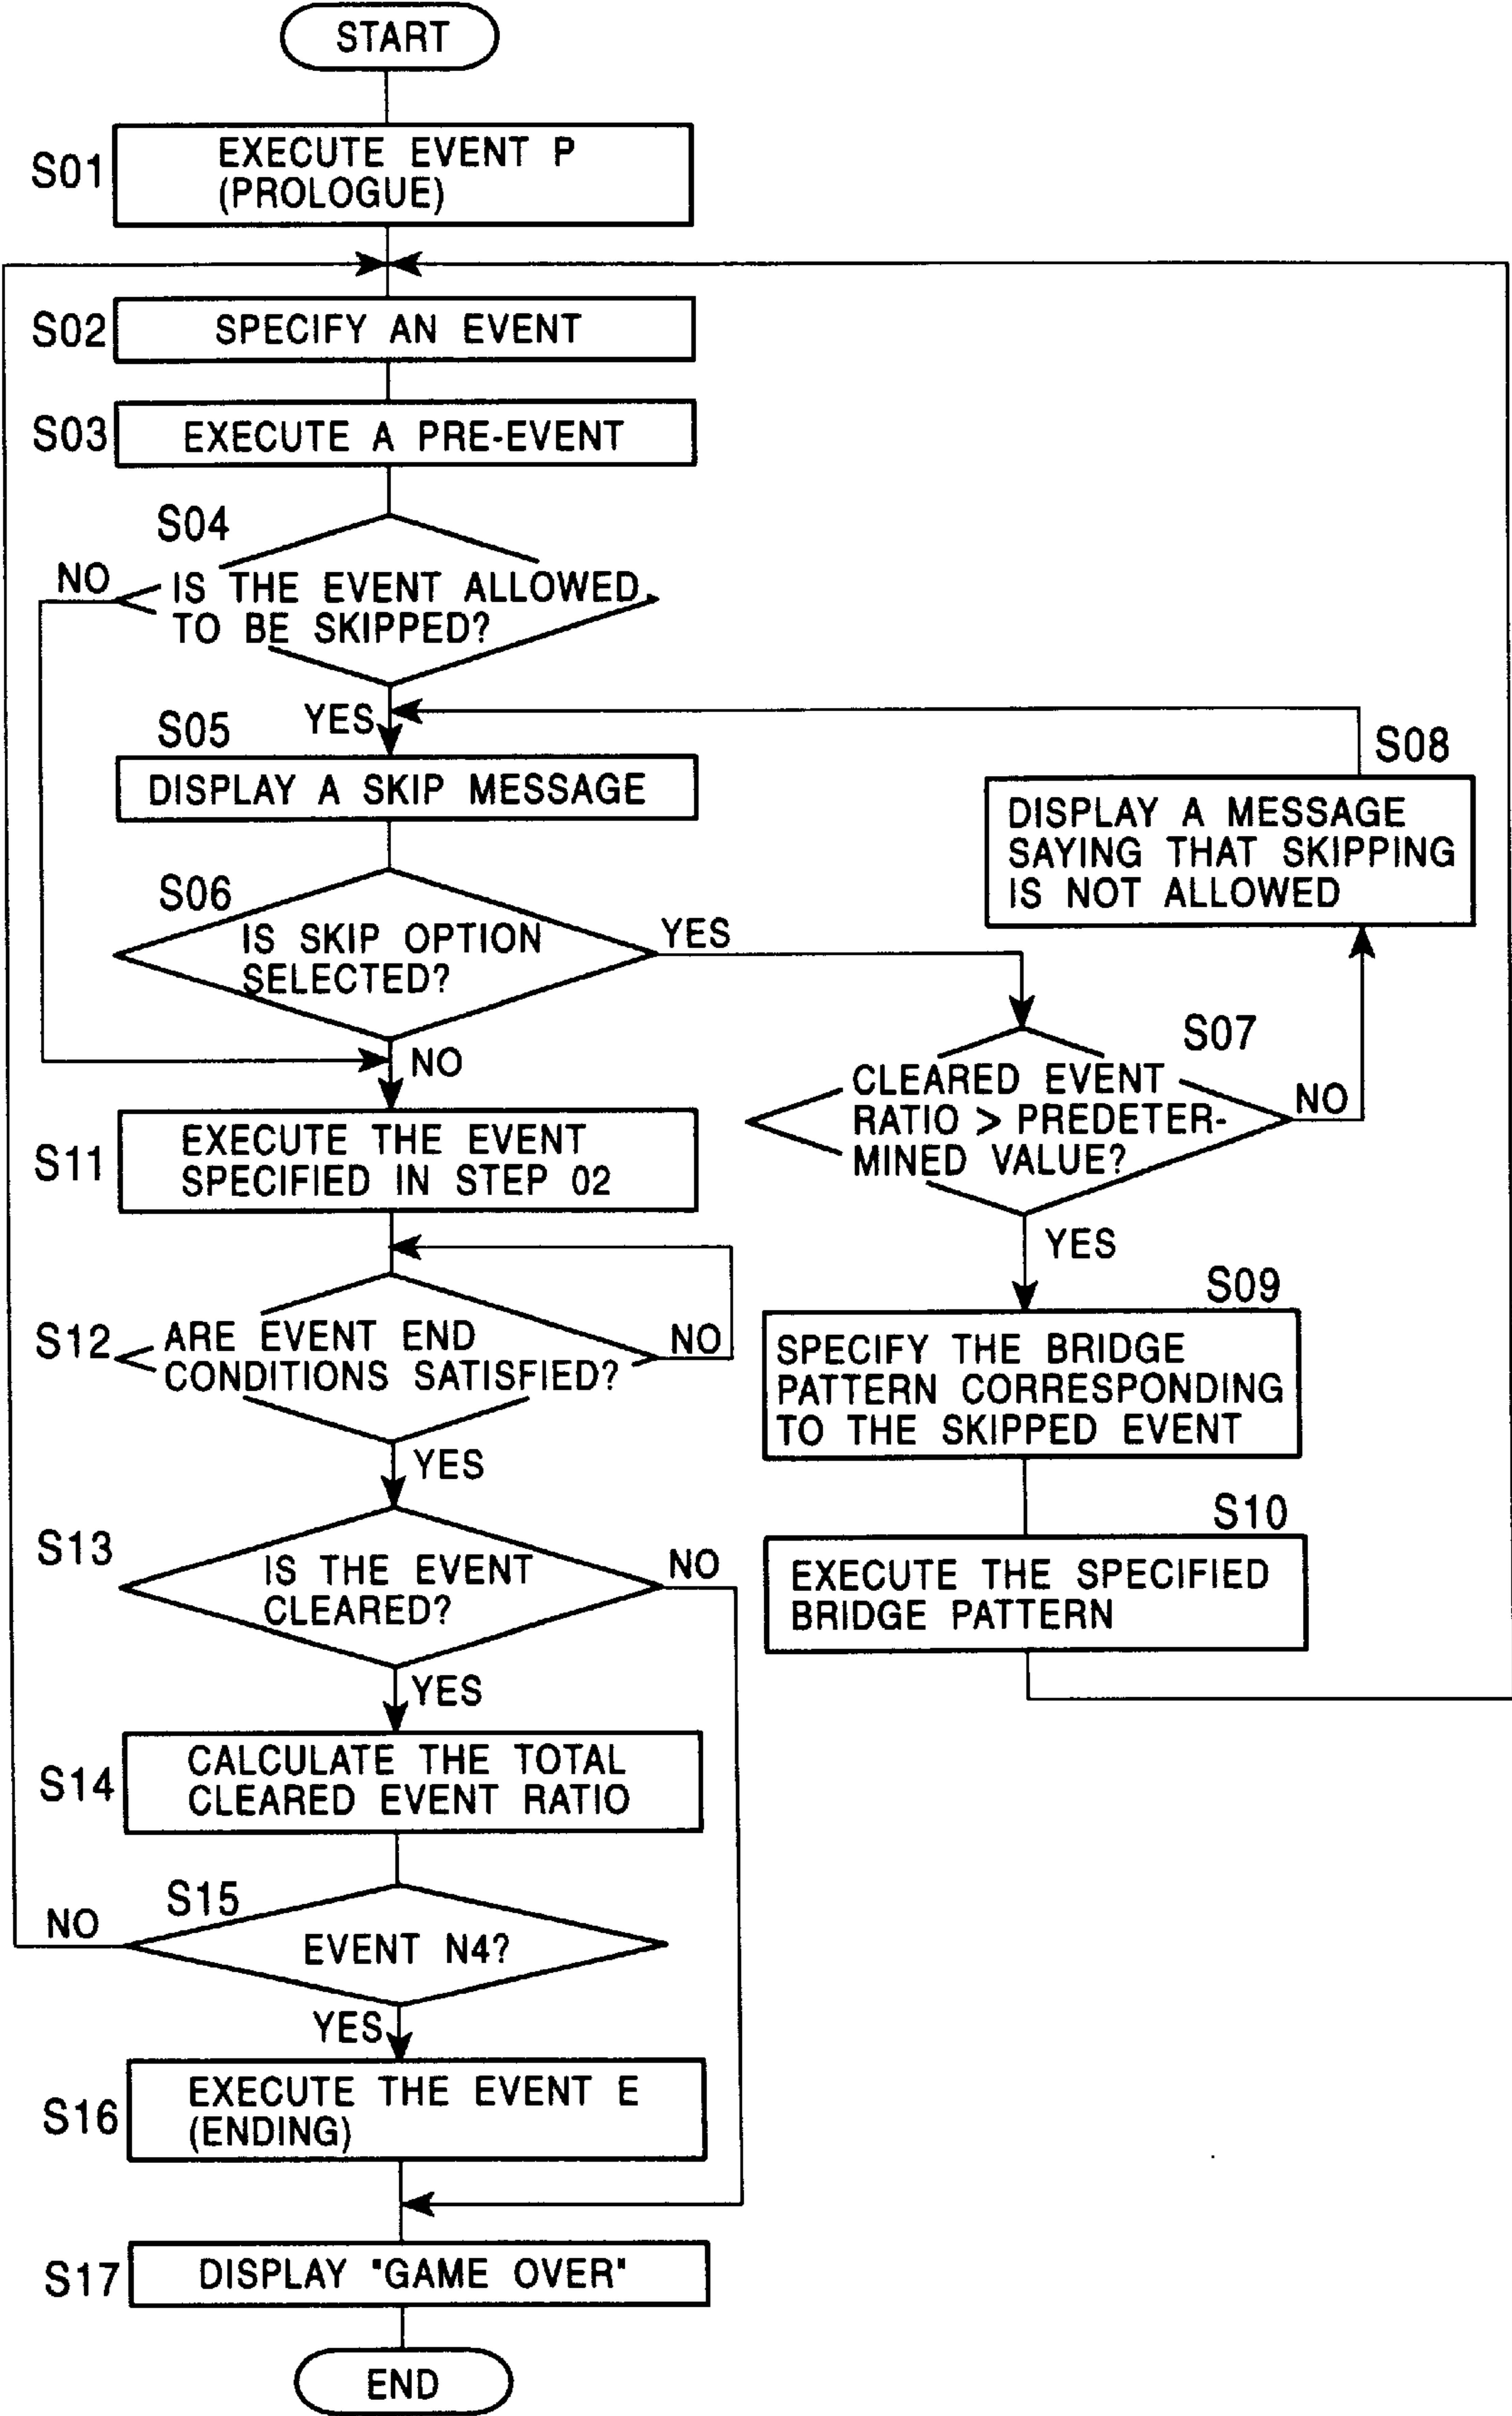 START
S01
EXECUTE EVENT P
(PROLOGUE)
S02
SPECIFY AN EVENT
S03
EXECUTE A PRE-EVENT
S04
NO
IS THE EVENT ALLOWED
TO BE SKIPPED?
YES
S05
DISPLAY A SKIP MESSAGE
S08
DISPLAY A MESSAGE
SAYING THAT SKIPPING
IS NOT ALLOWED
S06
IS SKIP OPTION
SELECTED?
YES
NO
S07
CLEARED EVENT
RATIO > PREDETER-
MINED VALUE?
NO
YES
S11
EXECUTE THE EVENT
SPECIFIED IN STEP 02
S12
ARE EVENT END
CONDITIONS SATISFIED?
NO
YES
S09
SPECIFY THE BRIDGE
PATTERN CORRESPONDING
TO THE SKIPPED EVENT
S10
EXECUTE THE SPECIFIED
BRIDGE PATTERN
S13
IS THE EVENT
CLEARED?
NO
YES
S14
CALCULATE THE TOTAL
CLEARED EVENT RATIO
S15
NO
EVENT N4?
YES
S16
EXECUTE THE EVENT E
(ENDING)
S17
DISPLAY "GAME OVER"
END